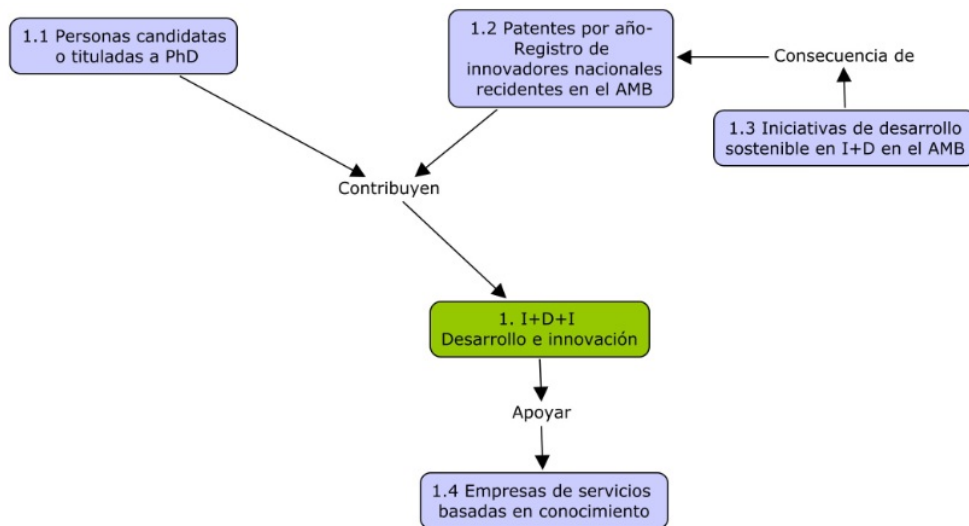 1.1 Personas candidatas
o tituladas a PhD
1.2 Patentes por año-
Registro de
innovadores nacionales
recidentes en el AMB
Consecuencia de
1.3 Iniciativas de desarrollo
sostenible en I+D en el AMB
Contribuyen
1. I+D+I
Desarrollo e innovación
Apoyar
1.4 Empresas de servicios
basadas en conocimiento